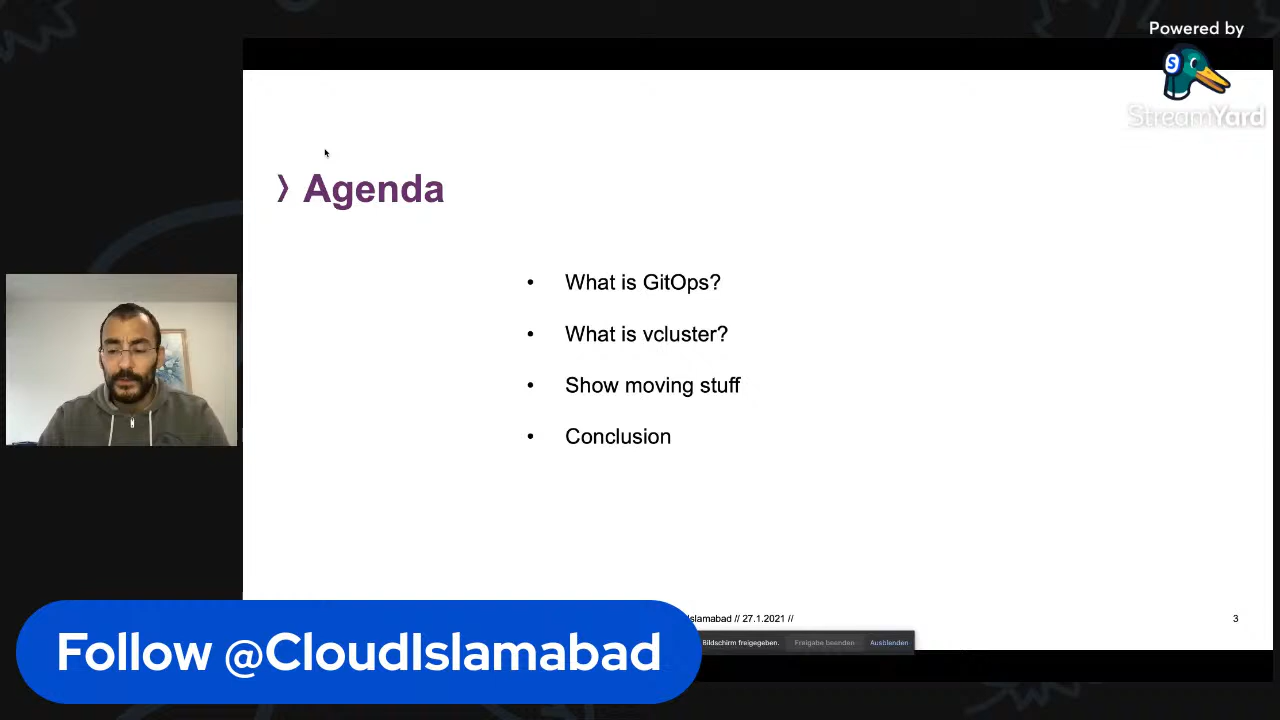 Powered by
StreamYard
Agenda
• What is GitOps?
• What is vcluster?
• Show moving stuff
• Conclusion
slamabad // 27.1.2021 //
3
Bildschirm freigegeben. Freigabe beenden Ausblenden
Follow @CloudIslamabad